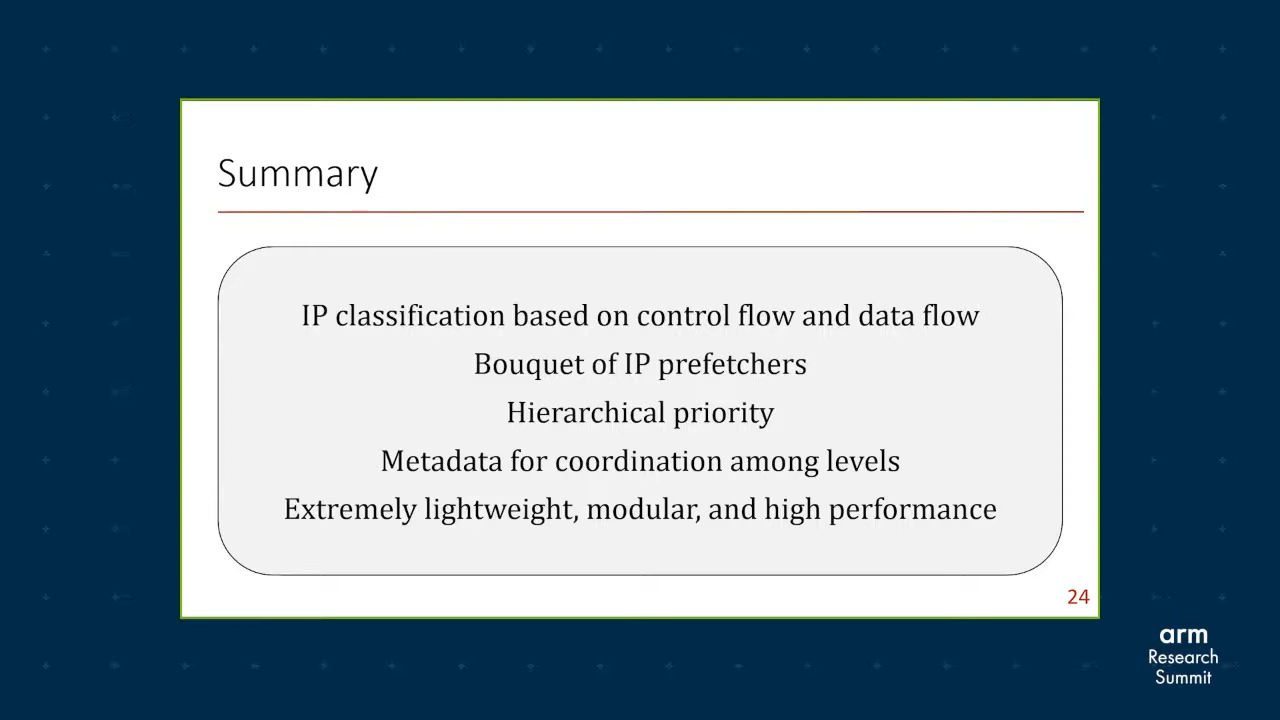 Summary
IP classification based on control flow and data flow
Bouquet of IP prefetchers
Hierarchical priority
Metadata for coordination among levels
Extremely lightweight, modular, and high performance
24
arm
Research
Summit